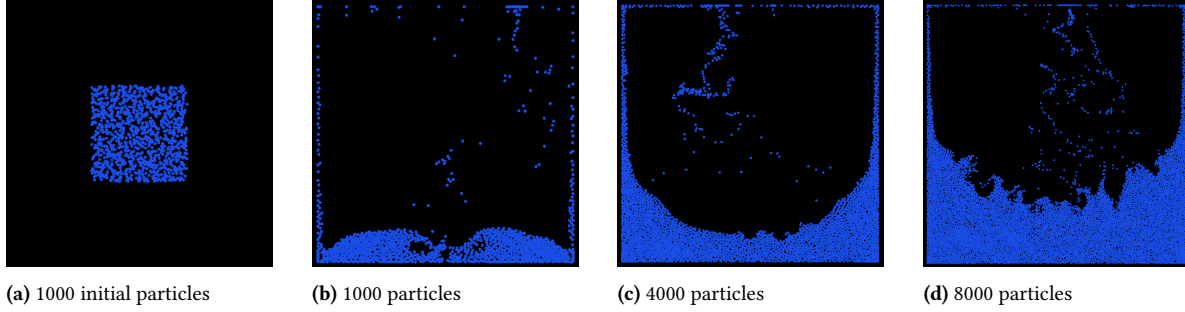 (a) 1000 initial particles
(b) 1000 particles
(c) 4000 particles
(d) 8000 particles